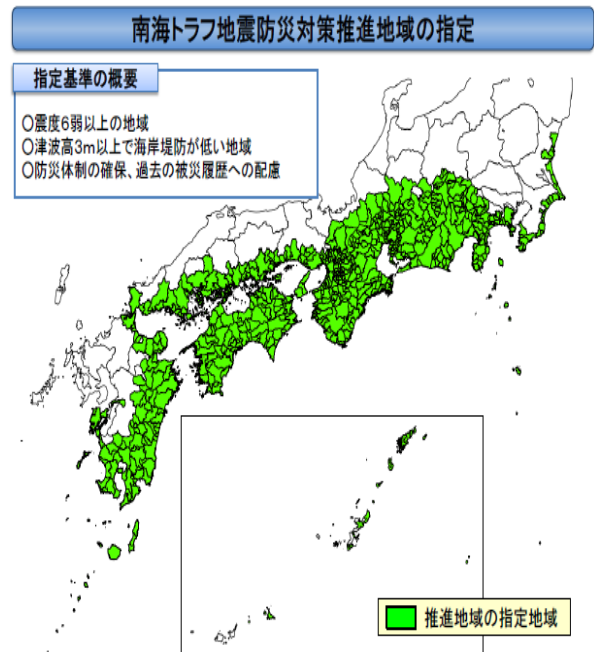 南海トラフ地震防災対策推進地域の指定
指定基準の概要
○震度6弱以上の地域
○津波高3m以上で海岸堤防が低い地域
○防災体制の確保、過去の被災履歴への配慮
推進地域の指定地域